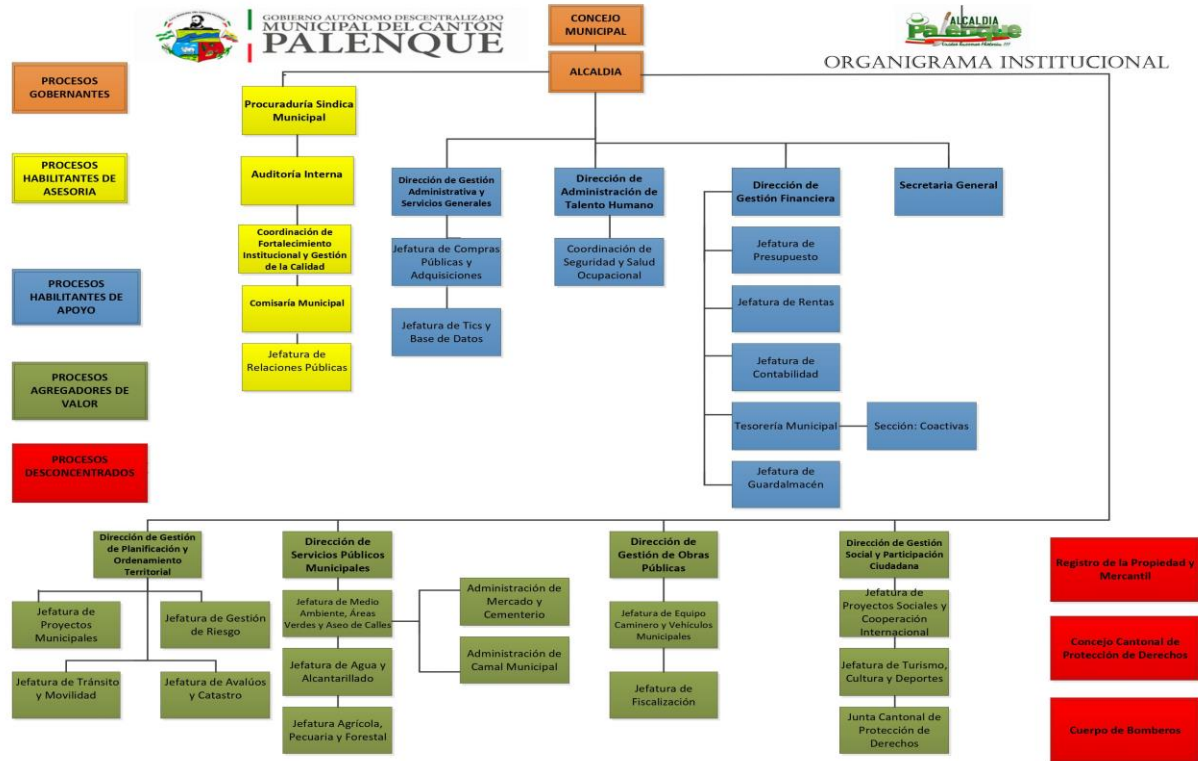 GOBIERNO AUTÓNOMO DESCENTRALIZADO
MUNICIPAL DEL CANTÓN
PALENQUE
CONCEJO
MUNICIPAL
ALCALDIA
ALCALDIA
Palenque
ORGANIGRAMA INSTITUCIONAL
PROCESOS
GOBERNANTES
PROCESOS
HABILITANTES DE
ASESORIA
PROCESOS
HABILITANTES DE
APOYO
PROCESOS
AGREGADORES DE
VALOR
PROCESOS
DESCONCENTRADOS
Procuraduría Sindica
Municipal
Auditoría Interna
Coordinación de
Fortalecimiento
Institucional y Gestión
de la Calidad
Comisaría Municipal
Jefatura de
Relaciones Públicas
Dirección de Gestión
Administrativa y
Servicios Generales
Jefatura de Compras
Públicas y
Adquisiciones
Jefatura de Tics y
Base de Datos
Dirección de
Administración de
Talento Humano
Coordinación de
Seguridad y Salud
Ocupacional
Dirección de
Gestión Financiera
Jefatura de
Presupuesto
Jefatura de Rentas
Jefatura de
Contabilidad
Tesorería Municipal
Sección: Coactivas
Jefatura de
Guardalmacén
Secretaria General
Dirección de Gestión
de Planificación y
Ordenamiento
Territorial
Jefatura de
Proyectos
Municipales
Jefatura de Gestión
de Riesgo
Jefatura de Tránsito
y Movilidad
Jefatura de Avalúos
y Catastro
Dirección de
Servicios Públicos
Municipales
Jefatura de Medio
Ambiente, Áreas
Verdes y Aseo de Calles
Administración de
Mercado y
Cementerio
Administración de
Camal Municipal
Jefatura de Agua y
Alcantarillado
Jefatura Agrícola,
Pecuaria y Forestal
Dirección de
Gestión de Obras
Públicas
Jefatura de Equipo
Caminero y Vehículos
Municipales
Jefatura de
Fiscalización
Dirección de Gestión
Social y Participación
Ciudadana
Jefatura de
Proyectos Sociales y
Cooperación
Internacional
Jefatura de Turismo,
Cultura y Deportes
Junta Cantonal de
Protección de
Derechos
Registro de la Propiedad y
Mercantil
Concejo Cantonal de
Protección de Derechos
Cuerpo de Bomberos